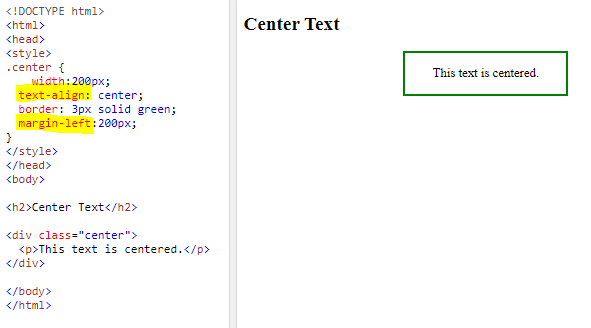 <!DOCTYPE html>
<html>
<head>
<style>
.center {
    width:200px;
  text-align: center;
  border: 3px solid green;
  margin-left:200px;
}
</style>
</head>
<body>

<h2>Center Text</h2>

<div class="center">
  <p>This text is centered.</p>
</div>

</body>
</html>
Center Text
This text is centered.